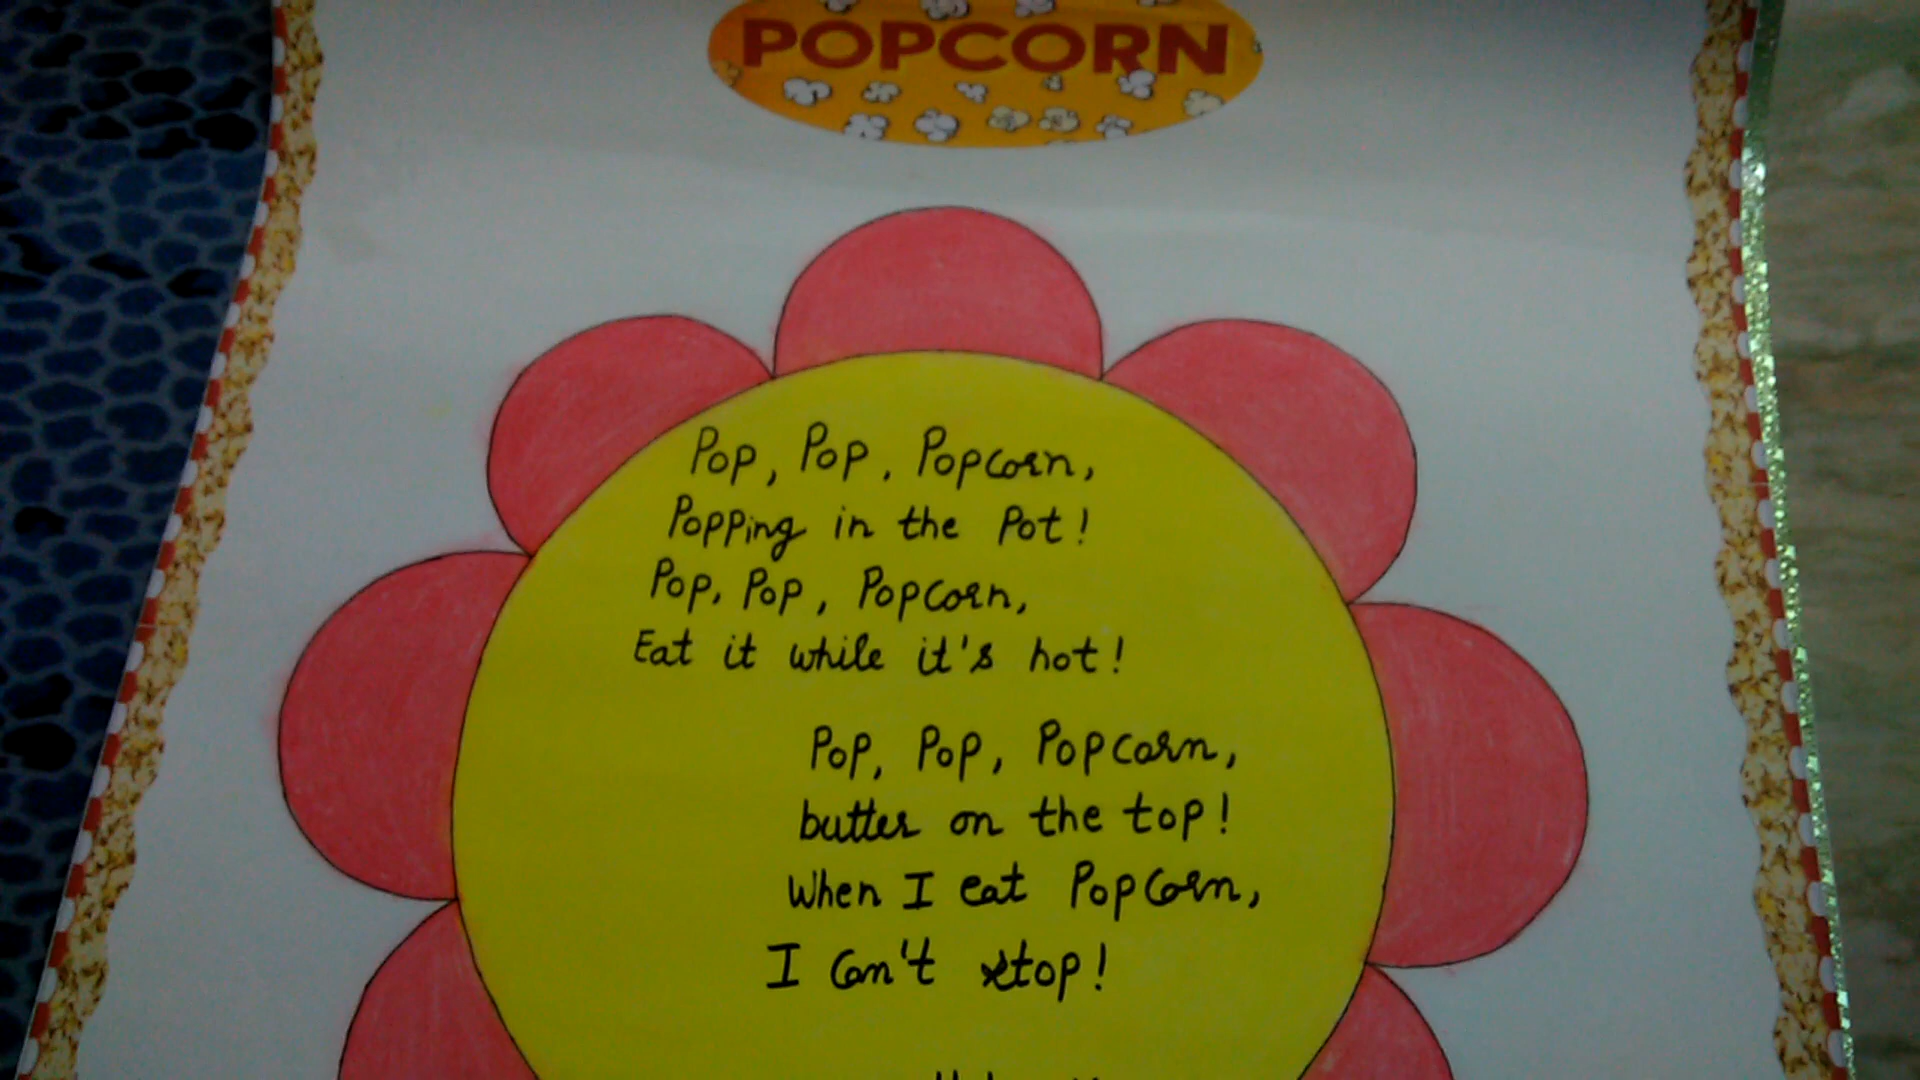 POPCORN
Pop, Pop, Popcorn,
Popping in the Pot!
Pop, Pop, Popcorn,
Eat it while it's hot!
Pop, Pop, Popcorn,
butter on the top!
When I eat PopCorn,
I Can't stop!